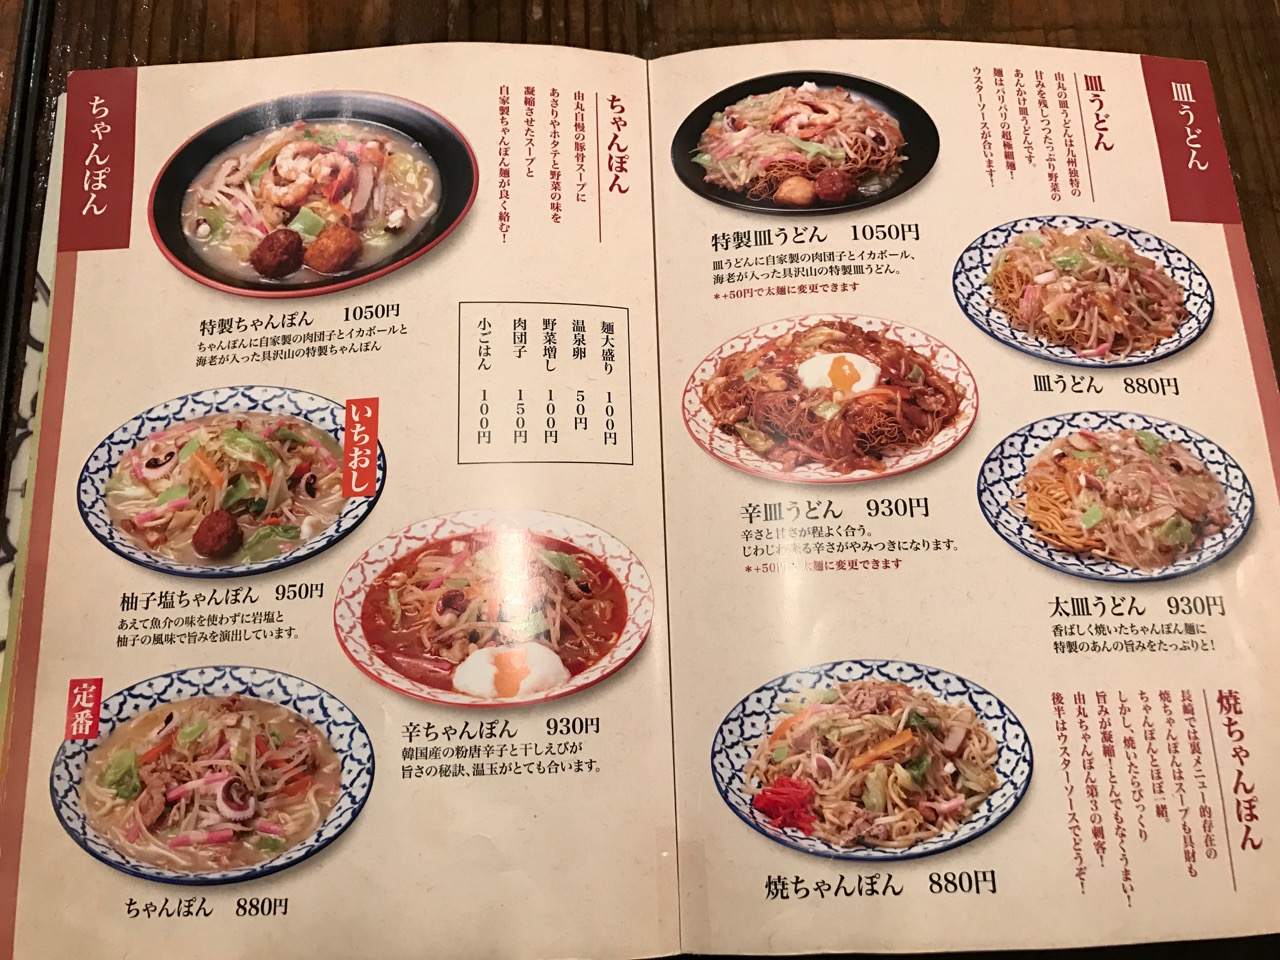 ちゃんぽん
ちゃんぽん
由丸自慢の豚骨スープに
あさりやホタテと野菜の味を
凝縮させたスープと
自家製ちゃんぽん麺が良く絡む!
特製ちゃんぽん 1050円
ちゃんぽんに自家製の肉団子とイカボールと
海老が入った具沢山の特製ちゃんぽん
麺大盛り 100円
温泉卵 50円
野菜増し 100円
肉団子 150円
小ごはん 100円
いちおし
柚子塩ちゃんぽん 950円
あえて魚介の味を使わずに岩塩と
柚子の風味で旨みを演出しています。
辛ちゃんぽん 930円
韓国産の粉唐辛子と干しえびが
旨さの秘訣、温玉がとても合います。
定番
ちゃんぽん 880円
皿うどん
皿うどん
由丸の皿うどんは九州独特の
甘みを残しつつたっぷり野菜の
あんかけ皿うどんです。
麺はパリパリの超極細麺!
ウスターソースが合います!
特製皿うどん 1050円
皿うどんに自家製の肉団子とイカボール、
海老が入った具沢山の特製皿うどん。
*+50円で太麺に変更できます
皿うどん 880円
辛皿うどん 930円
辛さと甘さが程よく合う。
じわじわ来る辛さがやみつきになります。
*+50円 太麺に変更できます
太皿うどん 930円
香ばしく焼いたちゃんぽん麺に
特製のあんの旨みをたっぷりと!
焼ちゃんぽん
長崎では裏メニュー的存在の
焼ちゃんぽんはスープも具財も
ちゃんぽんとほぼ一緒。
しかし、焼いたらびっくり
旨みが凝縮!とんでもなくうまい!
由丸ちゃんぽん第3の刺客!
後半はウスターソースでどうぞ!
焼ちゃんぽん 880円